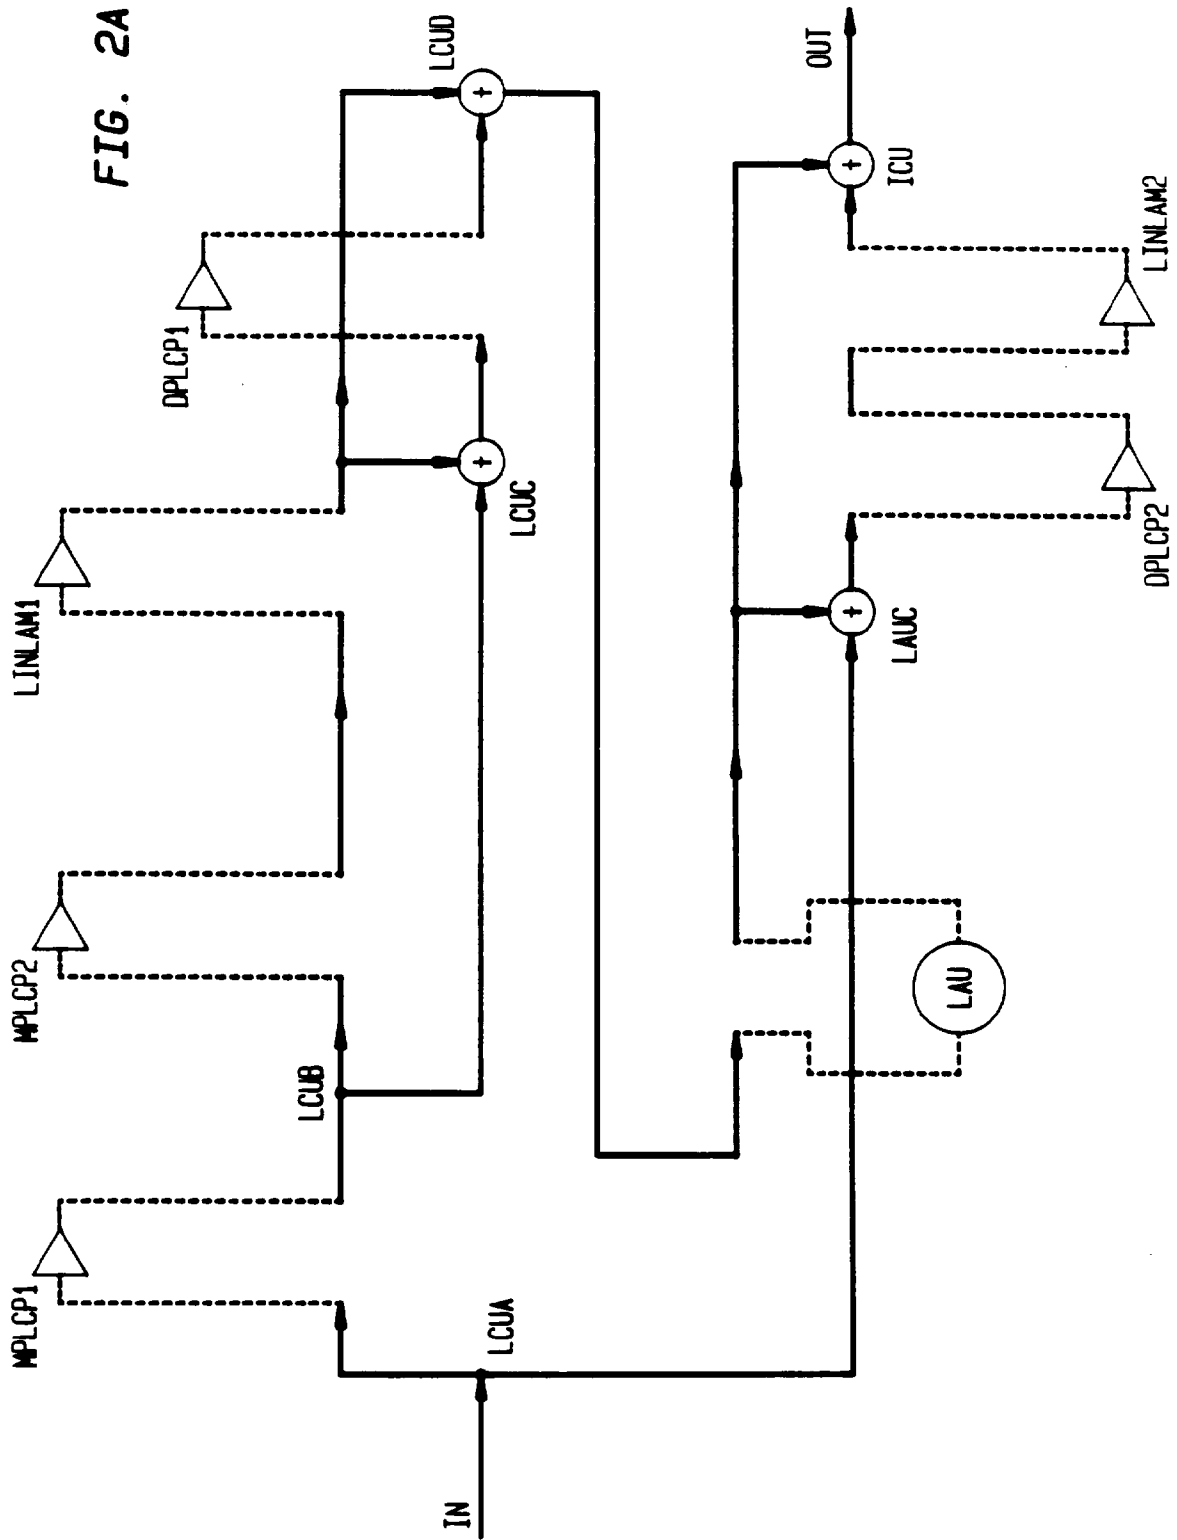 FIG. 2A
IN
LCUA
MPLCP1
LCUB
MPLCP2
LINLAM1
LCUC
DPLCP1
LCUD
LAU
LAUC
DPLCP2
LINLAM2
ICU
OUT
+
+
+
+